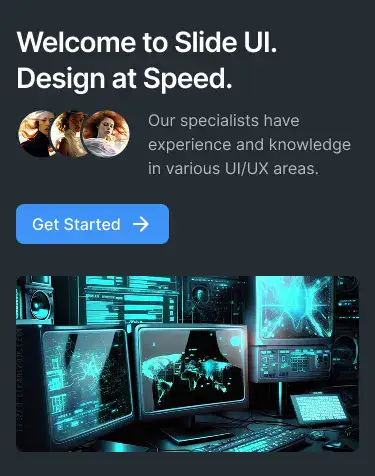 Welcome to Slide UI.
Design at Speed.
Our specialists have
experience and knowledge
in various UI/UX areas.
Get Started